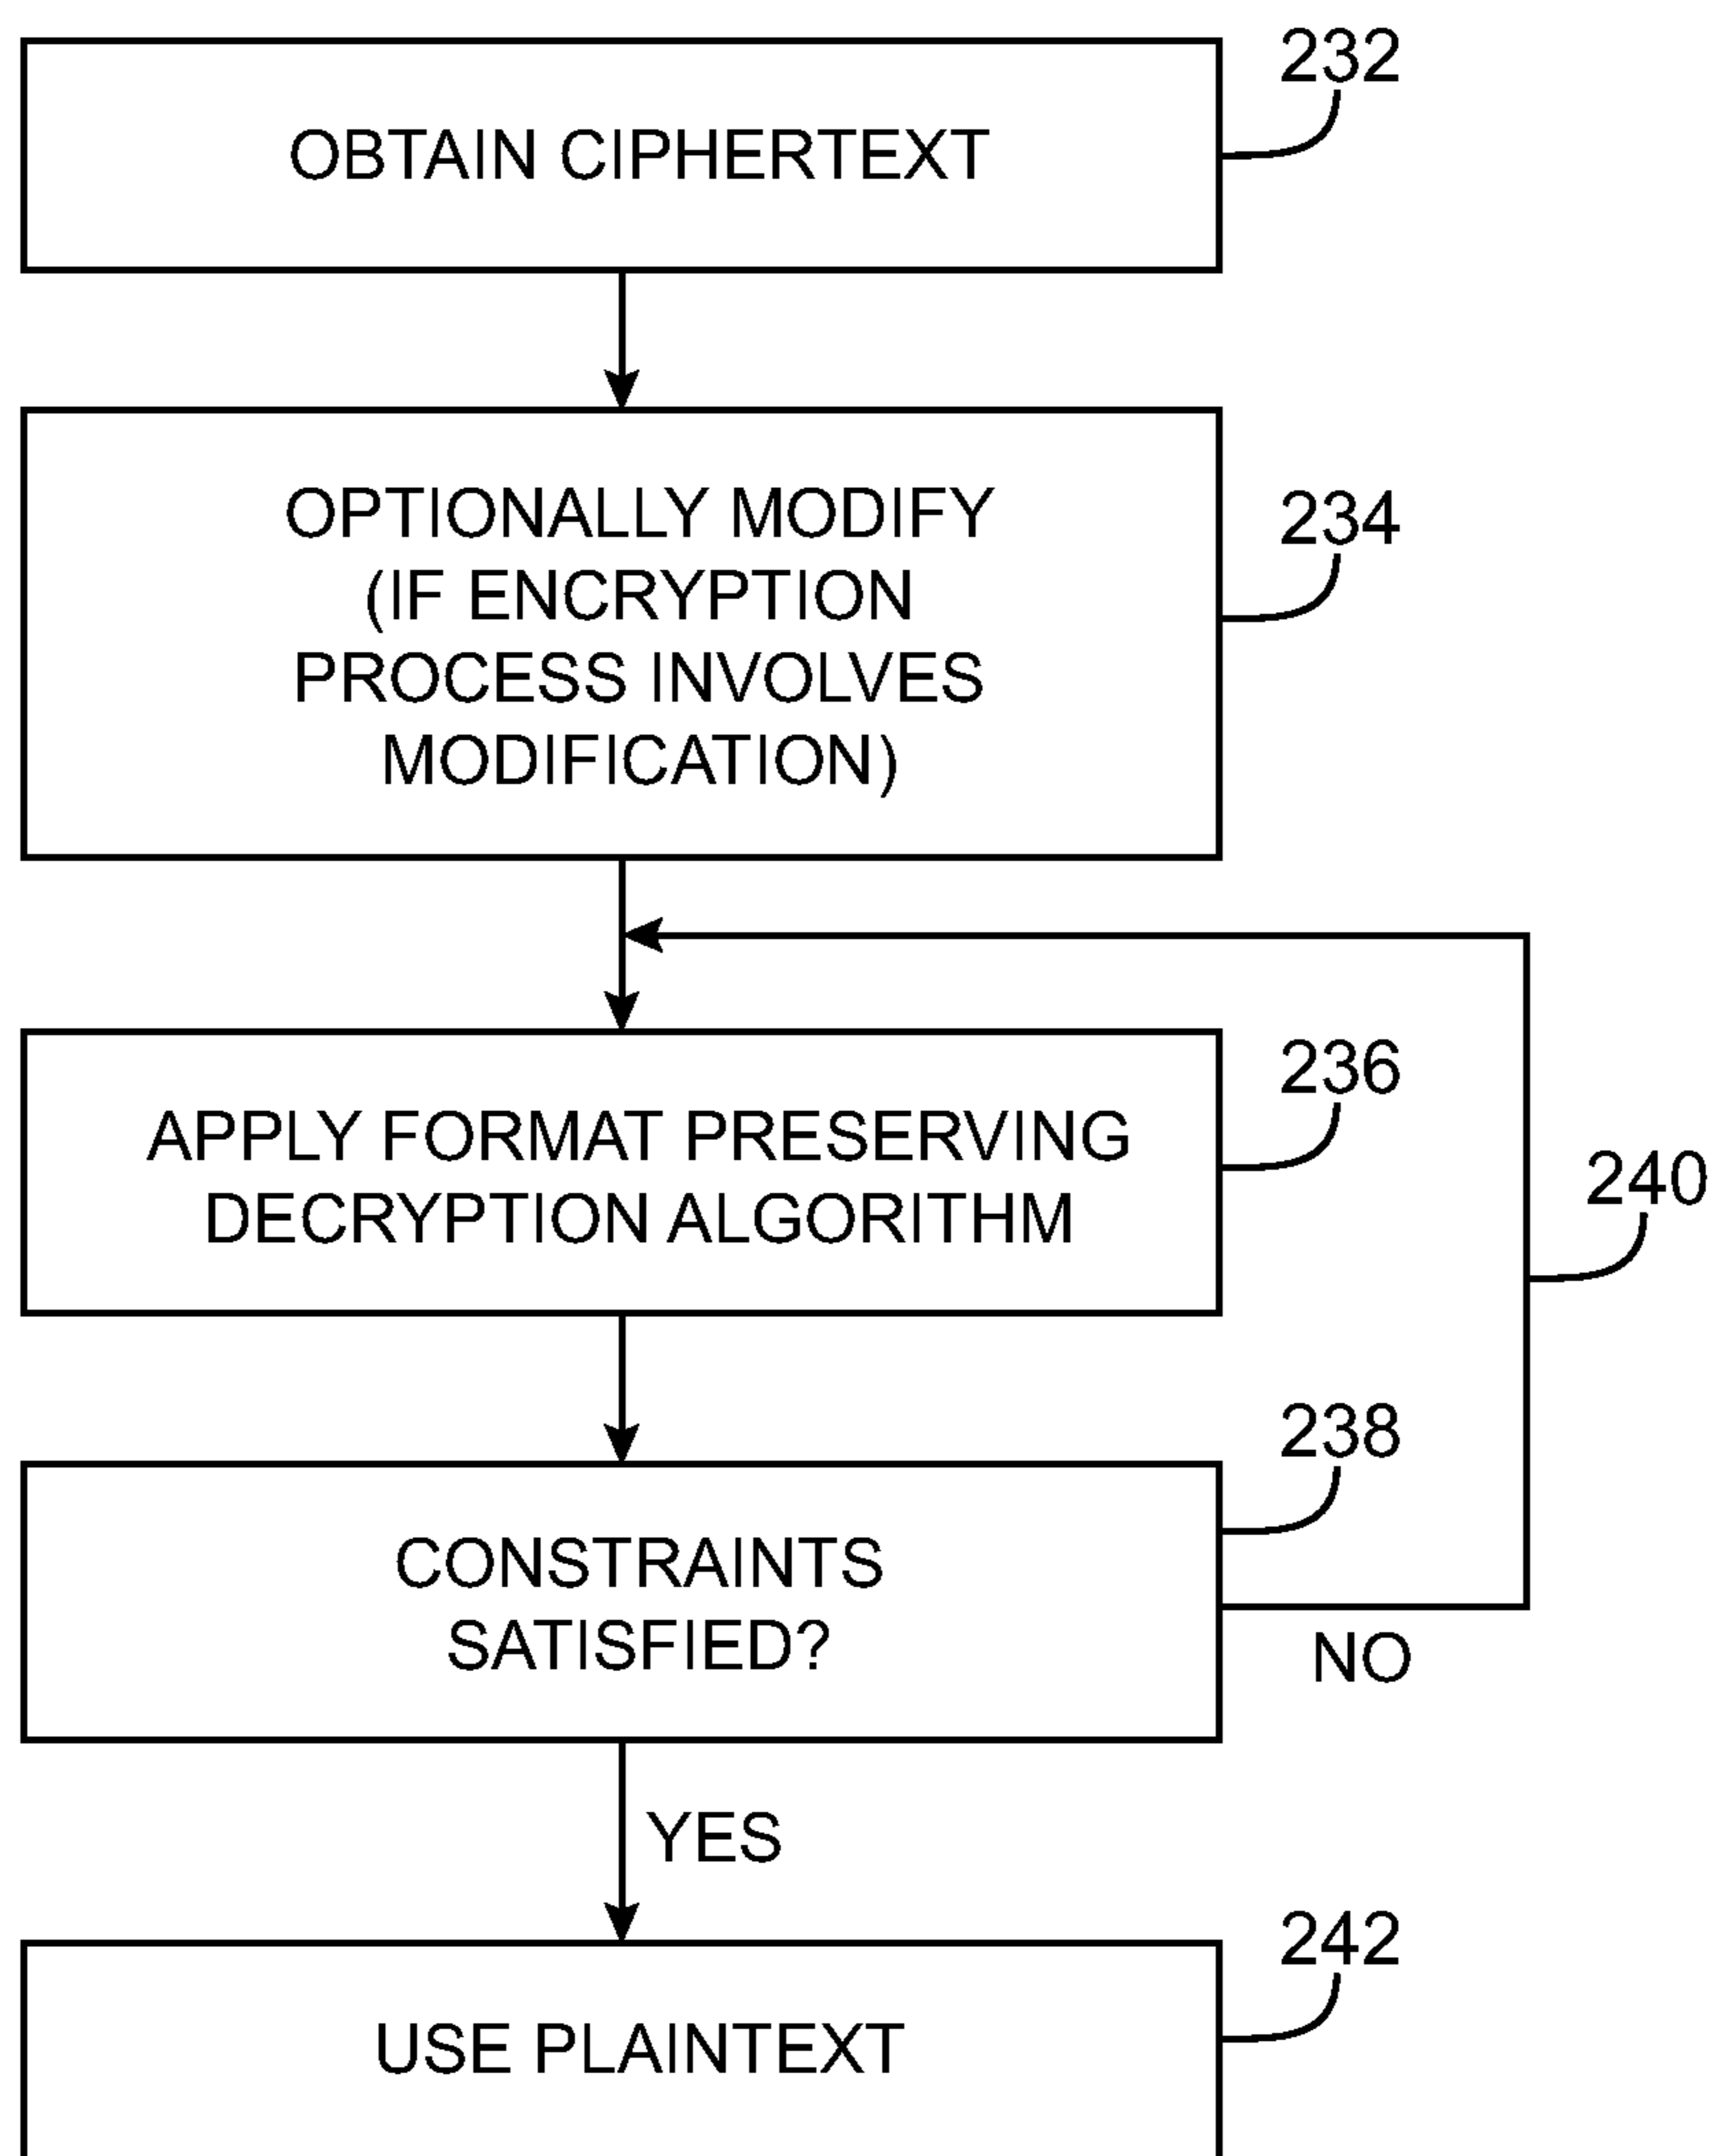 232
OBTAIN CIPHERTEXT
OPTIONALLY MODIFY
234
(IF ENCRYPTION
PROCESS INVOLVES
MODIFICATION)
236
APPLY FORMAT PRESERVING
240
DECRYPTION ALGORITHM
238
CONSTRAINTS
SATISFIED?
NO
YES
242
USE PLAINTEXT